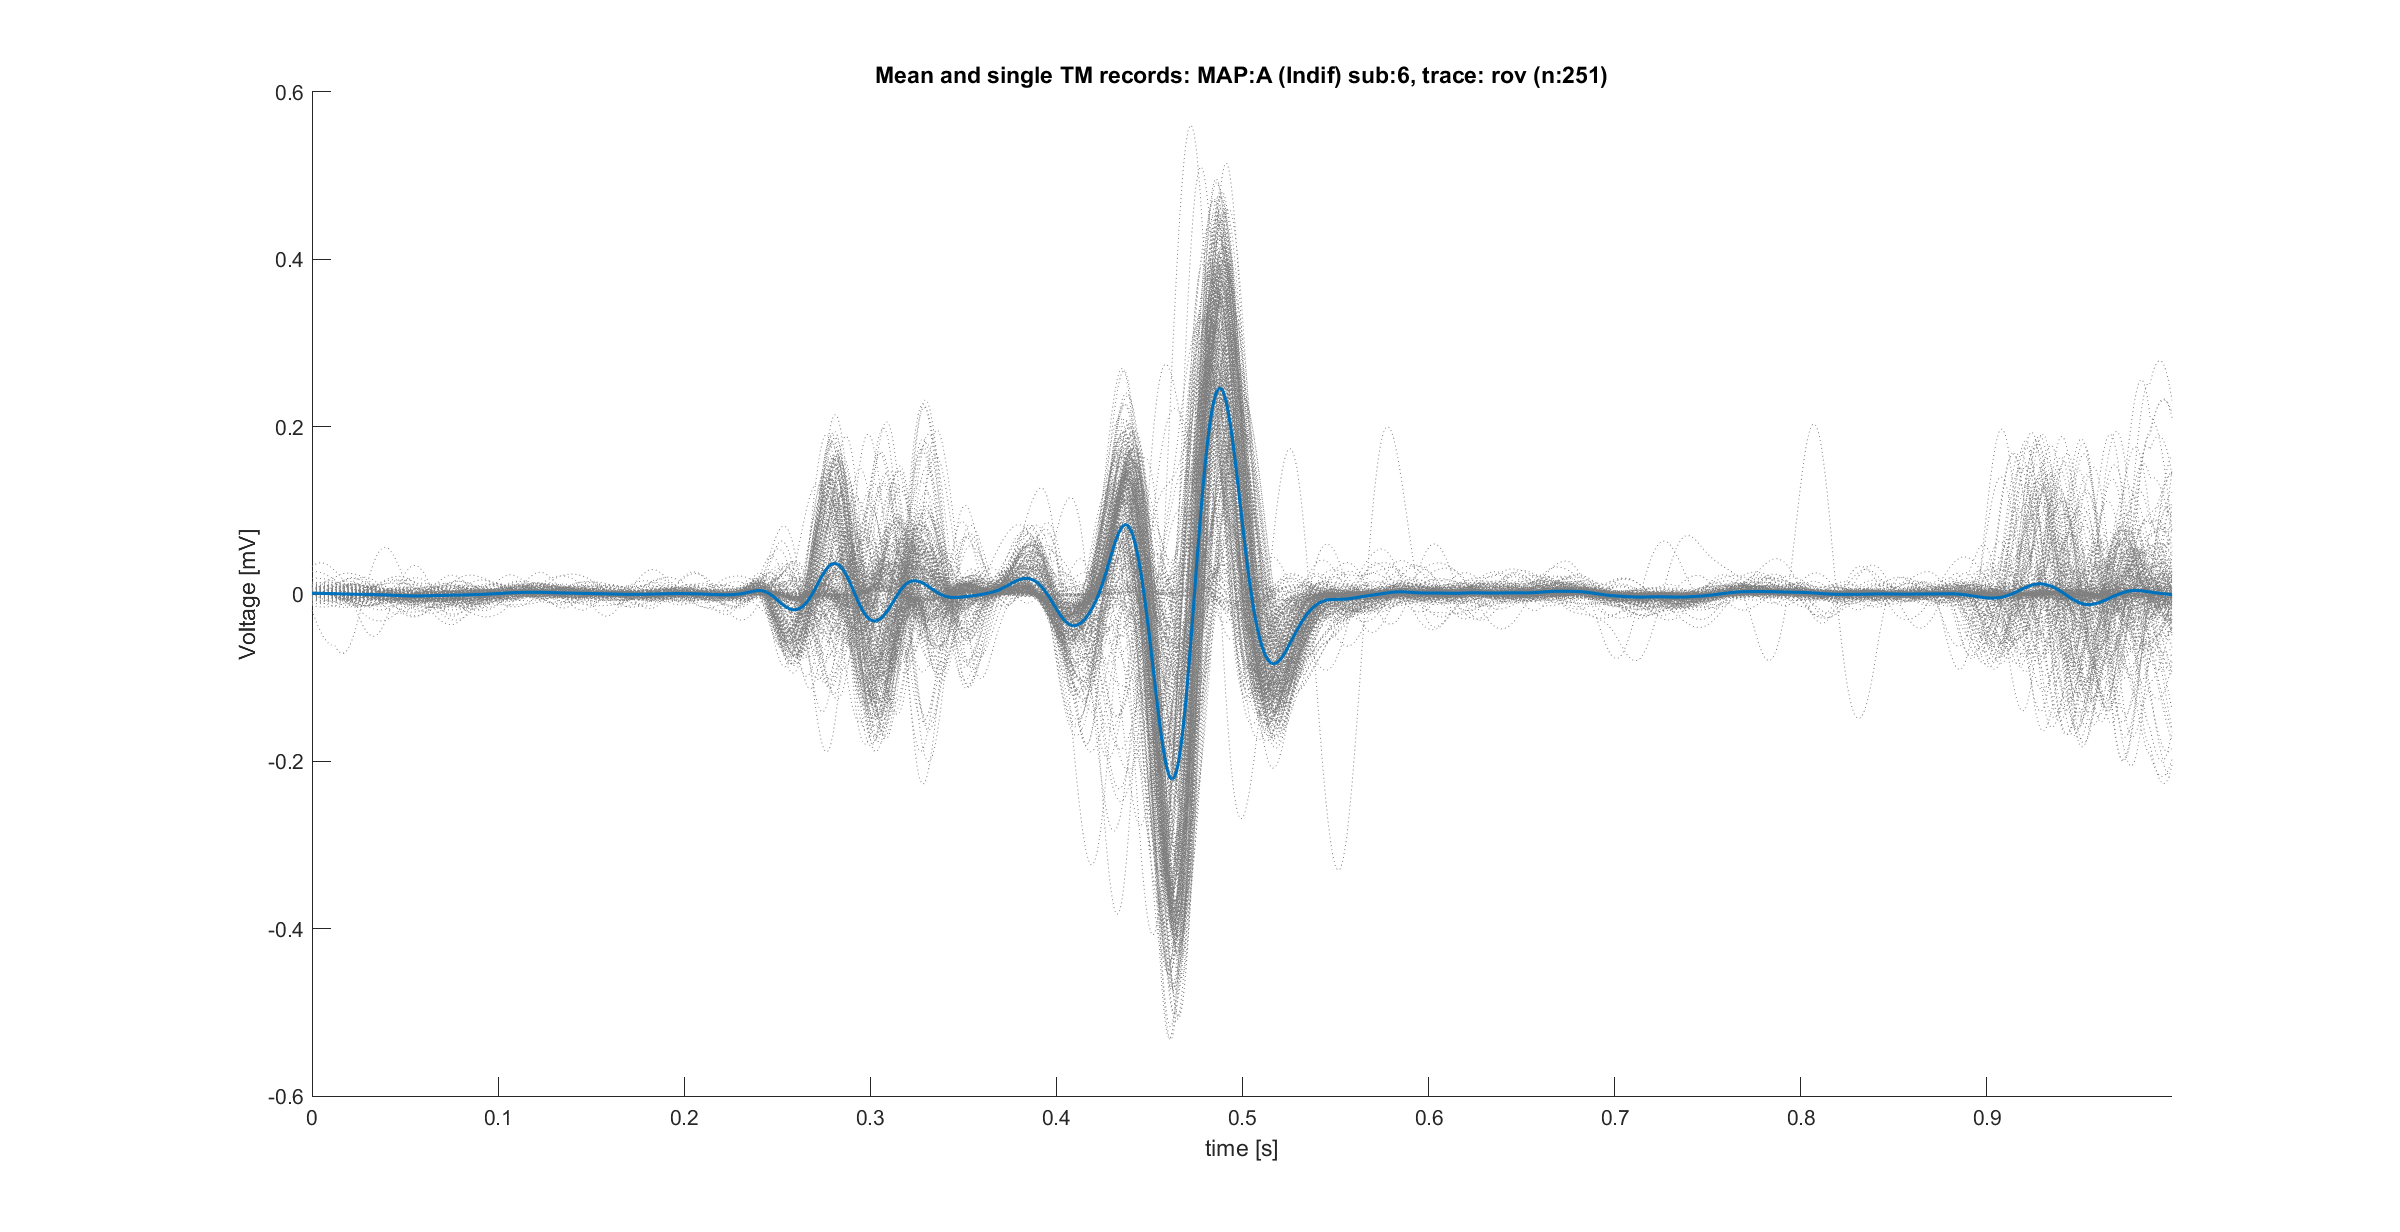 Mean and single TM records: MAP:A (Indif) sub:6, trace: rov (n:251)
0.6
0.4
0.2
0
-0.2
-0.4
-0.6
Voltage [mV]
0 0.1 0.2 0.3 0.4 0.5 0.6 0.7 0.8 0.9
time [s]